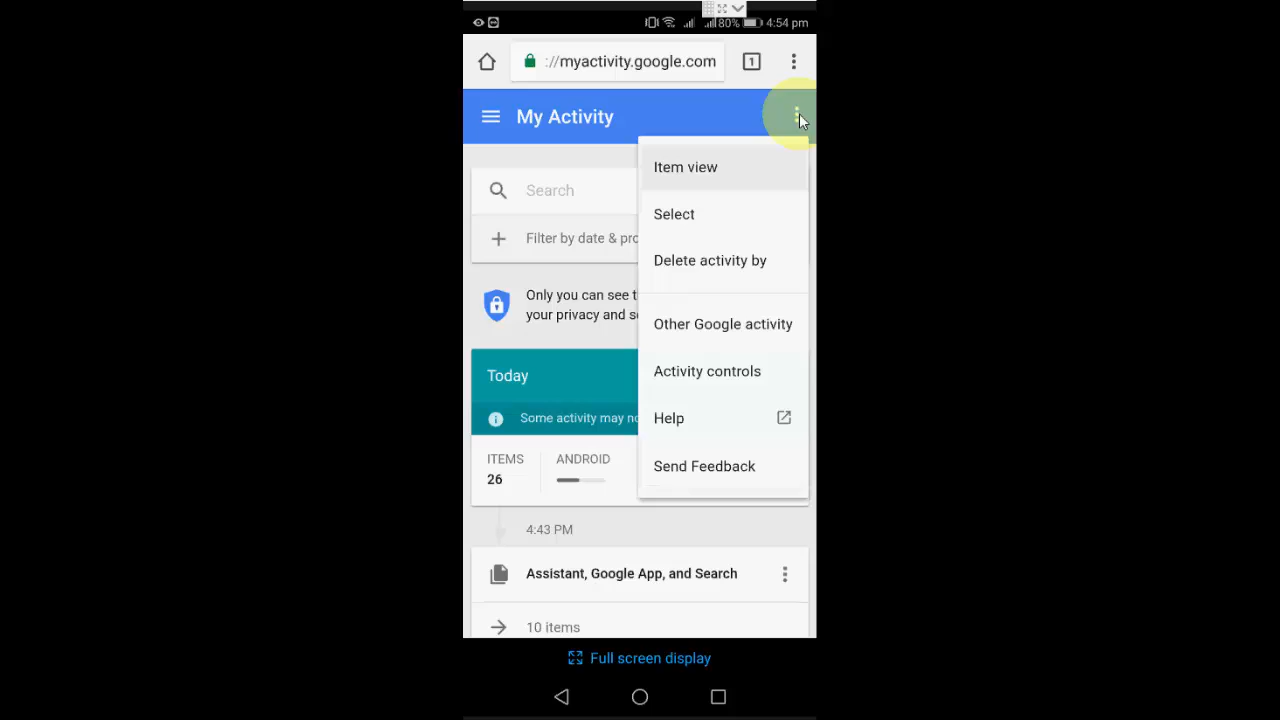 80% 4:54 pm
://myactivity.google.com
1
My Activity
Item view
Search
Select
Filter by date & pro
Delete activity by
Only you can see t
your privacy and se
Other Google activity
Today
Activity controls
Some activity may no
Help
ITEMS
26
ANDROID
Send Feedback
4:43 PM
Assistant, Google App, and Search
10 items
Full screen display